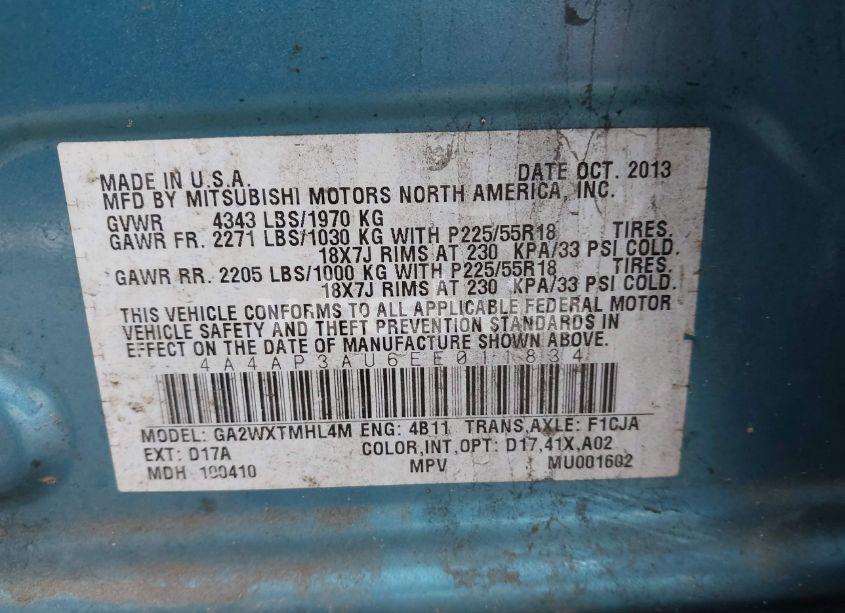 MADE IN U.S.A. DATE OCT. 2013
MFD BY MITSUBISHI MOTORS NORTH AMERICA, INC.
GVWR 4343 LBS/1970 KG
GAWR FR. 2271 LBS/1030 KG WITH P225/55R18 TIRES.
18X7J RIMS AT 230 KPA/33 PSI COLD.
GAWR RR. 2205 LBS/1000 KG WITH P225/55R18 TIRES.
18X7J RIMS AT 230 KPA/33 PSI COLD.
THIS VEHICLE CONFORMS TO ALL APPLICABLE FEDERAL MOTOR
VEHICLE SAFETY AND THEFT PREVENTION STANDARDS IN
EFFECT ON THE DATE OF MANUFACTURE SHOWN ABOVE.
4A4AP3AU6EE011834
MODEL: GA2WXTMHL4M ENG: 4B11 TRANS,AXLE: F1CJA
EXT: D17A COLOR,INT,OPT: D17,41X,A02
MDH 100410 MPV MU001602